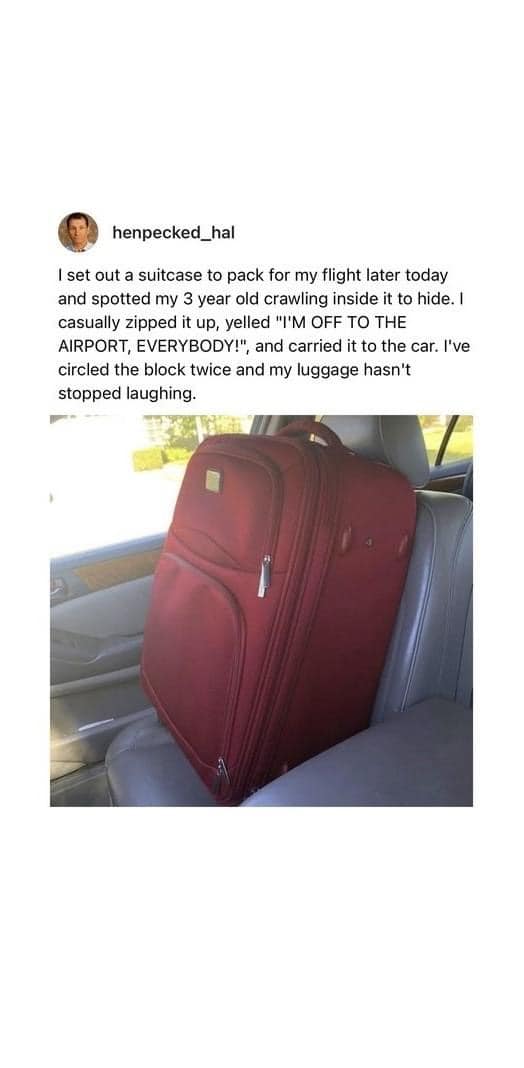 henpecked_hal
I set out a suitcase to pack for my flight later today
and spotted my 3 year old crawling inside it to hide. I
casually zipped it up, yelled "I'M OFF TO THE
AIRPORT, EVERYBODY!", and carried it to the car. I've
circled the block twice and my luggage hasn't
stopped laughing.